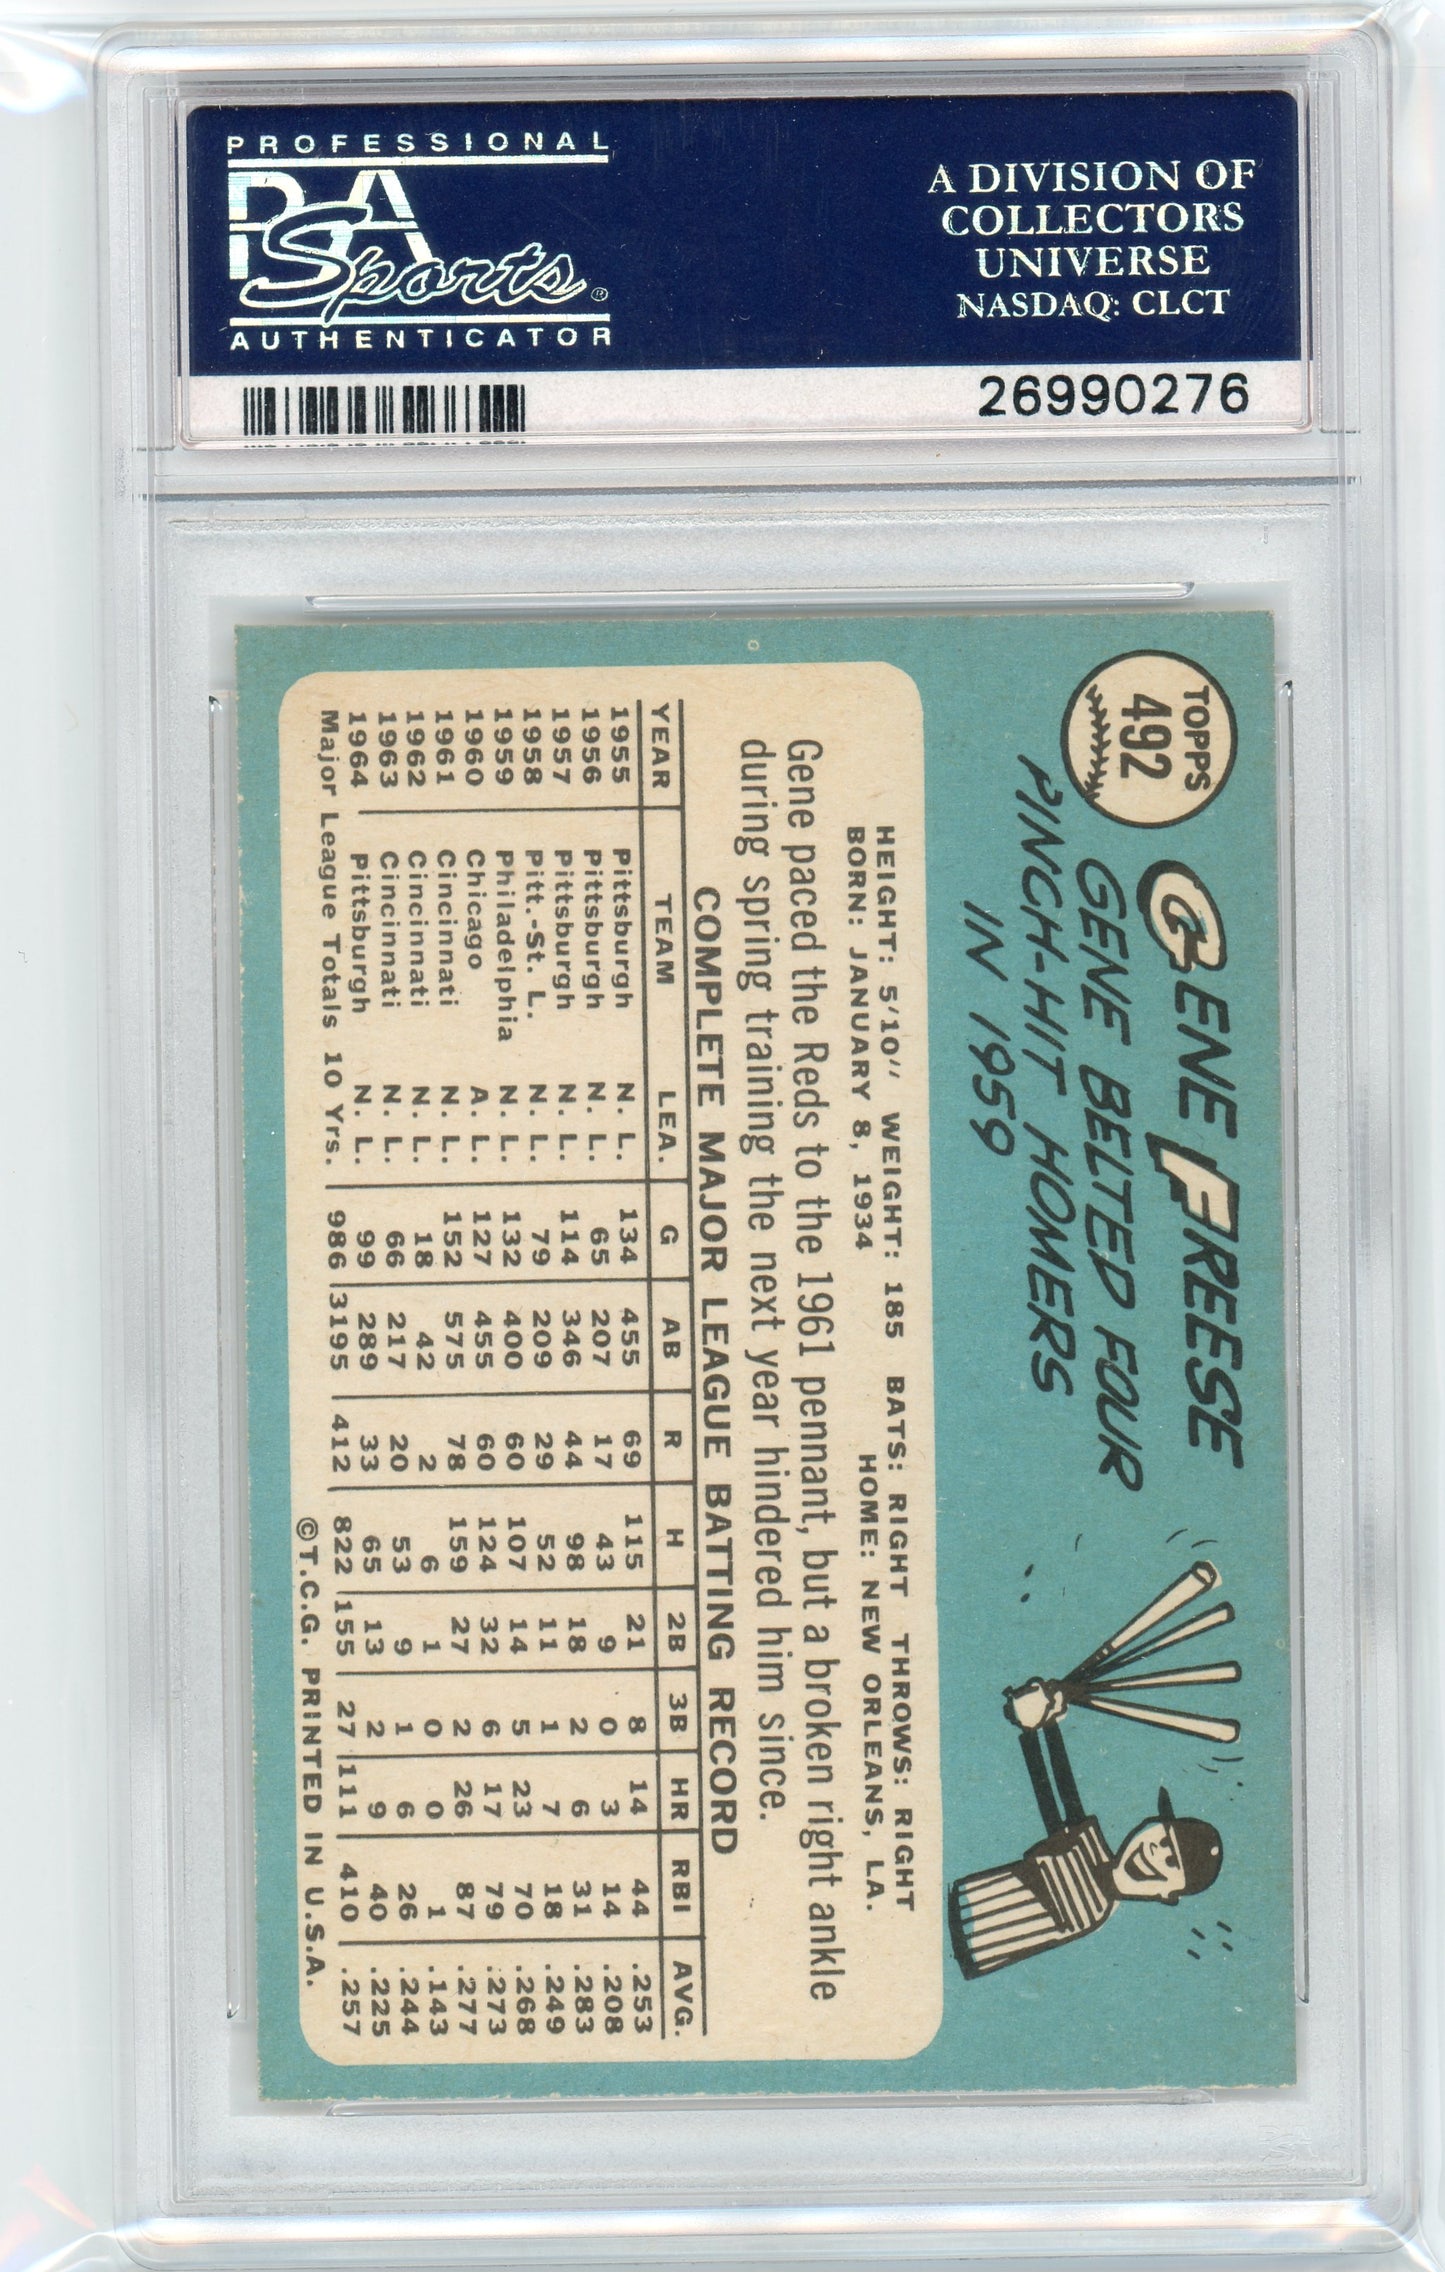 PROFESSIONAL
PSA
Sports®
AUTHENTICATOR
A DIVISION OF
COLLECTORS
UNIVERSE
NASDAQ: CLCT
26990276
TOPPS
492
GENE FREESE
GENE BELTED FOUR
PINCH-HIT HOMERS
IN 1959
HEIGHT: 5'10'' WEIGHT: 185 BATS: RIGHT THROWS: RIGHT
BORN: JANUARY 8, 1934 HOME: NEW ORLEANS, LA.
Gene paced the Reds to the 1961 pennant, but a broken right ankle
during spring training the next year hindered him since.
COMPLETE MAJOR LEAGUE BATTING RECORD
YEAR TEAM LEA. G AB R H 2B 3B HR RBI AVG.
1955 Pittsburgh N. L. 134 455 69 115 21 8 14 44 .253
1956 Pittsburgh N. L. 65 207 17 43 9 0 3 14 .208
1957 Pittsburgh N. L. 114 346 44 98 18 2 6 31 .283
1958 Pitt.-St. L. N. L. 79 209 29 52 11 1 7 18 .249
1959 Philadelphia N. L. 132 400 60 107 14 5 23 70 .268
1960 Chicago A. L. 127 455 60 124 32 6 17 79 .273
1961 Cincinnati N. L. 152 575 78 159 27 2 26 87 .277
1962 Cincinnati N. L. 18 42 2 6 1 0 0 1 .143
1963 Cincinnati N. L. 66 217 20 53 9 1 6 26 .244
1964 Pittsburgh N. L. 99 289 33 65 13 2 9 40 .225
Major League Totals 10 Yrs. 986 3195 412 822 155 27 111 410 .257
©T.C.G. PRINTED IN U.S.A.